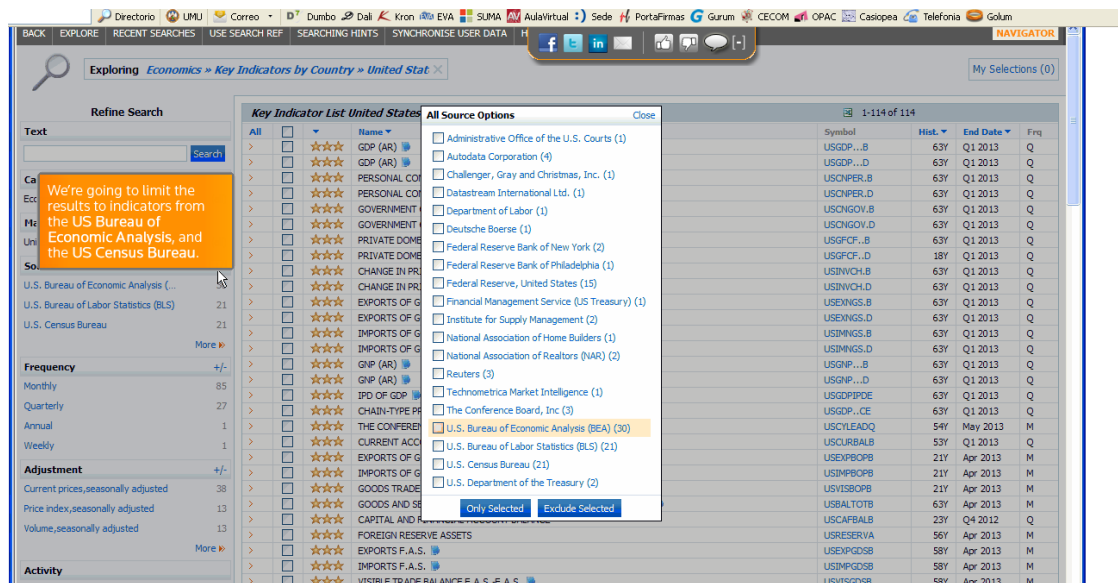 Directorio UMU Correo Dumbo Dali Kron EVA SUMA AulaVirtual Sede PortaFirmas Gurum CECOM OPAC Casiopea Telefonia Golum
BACK EXPLORE RECENT SEARCHES USE SEARCH REF SEARCHING HINTS SYNCHRONISE USER DATA H
[-]
NAVIGATOR
Exploring Economics » Key Indicators by Country » United Stat
My Selections (0)
Refine Search
Text
Search
We're going to limit the
results to indicators from
the US Bureau of
Economic Analysis, and
the US Census Bureau.
U.S. Bureau of Economic Analysis (...
U.S. Bureau of Labor Statistics (BLS) 21
U.S. Census Bureau 21
More
Frequency +/-
Monthly 85
Quarterly 27
Annual 1
Weekly 1
Adjustment +/-
Current prices,seasonally adjusted 38
Price index,seasonally adjusted 13
Volume,seasonally adjusted 13
More
Activity
Key Indicator List United States
1-114 of 114
All Name Symbol Hist. End Date Frq
GDP (AR) USGDP...B 63Y Q1 2013 Q
GDP (AR) USGDP...D 63Y Q1 2013 Q
PERSONAL CO USCNPER.B 63Y Q1 2013 Q
PERSONAL CO USCNPER.D 63Y Q1 2013 Q
GOVERNMENT USCNGOV.B 63Y Q1 2013 Q
GOVERNMENT USCNGOV.D 63Y Q1 2013 Q
PRIVATE DOME USGFCF..B 63Y Q1 2013 Q
PRIVATE DOME USGFCF..D 18Y Q1 2013 Q
CHANGE IN PR USINVCH.B 63Y Q1 2013 Q
CHANGE IN PR USINVCH.D 63Y Q1 2013 Q
EXPORTS OF G USEXNGS.B 63Y Q1 2013 Q
EXPORTS OF G USEXNGS.D 63Y Q1 2013 Q
IMPORTS OF G USIMNGS.B 63Y Q1 2013 Q
IMPORTS OF G USIMNGS.D 63Y Q1 2013 Q
GNP (AR) USGNP...B 63Y Q1 2013 Q
GNP (AR) USGNP...D 63Y Q1 2013 Q
IPD OF GDP USGDPIPDE 63Y Q1 2013 Q
CHAIN-TYPE PR USGDP..CE 63Y Q1 2013 Q
THE CONFEREN USCYLEADQ 54Y May 2013 M
CURRENT ACCO USCURBALB 53Y Q1 2013 Q
EXPORTS OF G USEXPBOPB 21Y Apr 2013 M
IMPORTS OF G USIMPBOPB 21Y Apr 2013 M
GOODS TRADE USVISBOPB 21Y Apr 2013 M
GOODS AND SE USBALTOTB 63Y Apr 2013 M
CAPITAL AND FINANCIAL ACCOUNT BALANCE USCAFBALB 23Y Q4 2012 Q
FOREIGN RESERVE ASSETS USRESERVA 56Y Apr 2013 M
EXPORTS F.A.S. USEXPGDSB 58Y Apr 2013 M
IMPORTS F.A.S. USIMPGDSB 58Y Apr 2013 M
VISIBLE TRADE BALANCE F.A.S.-F.A.S. USVISGDSB 58Y Apr 2013 M
All Source Options Close
Administrative Office of the U.S. Courts (1)
Autodata Corporation (4)
Challenger, Gray and Christmas, Inc. (1)
Datastream International Ltd. (1)
Department of Labor (1)
Deutsche Boerse (1)
Federal Reserve Bank of New York (2)
Federal Reserve Bank of Philadelphia (1)
Federal Reserve, United States (15)
Financial Management Service (US Treasury) (1)
Institute for Supply Management (2)
National Association of Home Builders (1)
National Association of Realtors (NAR) (2)
Reuters (3)
Technometrica Market Intelligence (1)
The Conference Board, Inc (3)
U.S. Bureau of Economic Analysis (BEA) (30)
U.S. Bureau of Labor Statistics (BLS) (21)
U.S. Census Bureau (21)
U.S. Department of the Treasury (2)
Only Selected Exclude Selected